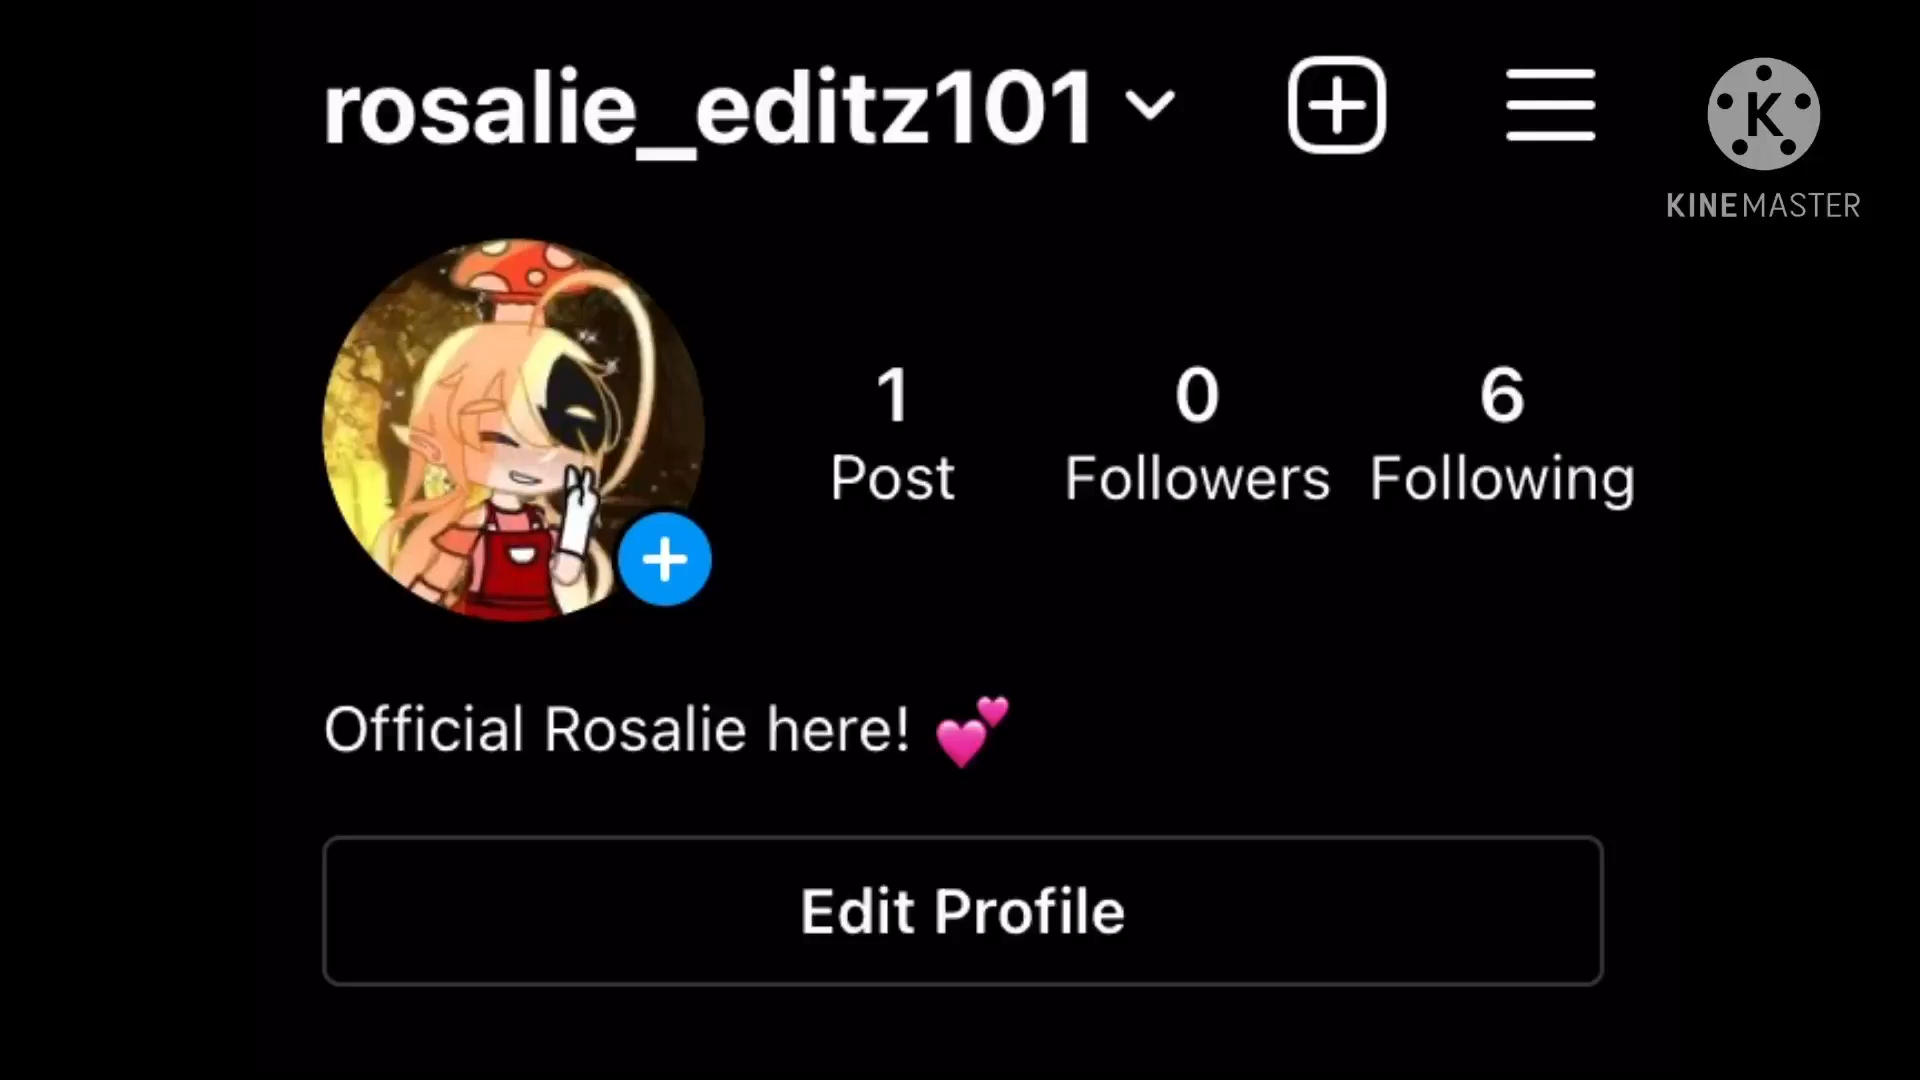 rosalie_editz101
K
KINEMASTER
1 0 6
Post Followers Following
Official Rosalie here! 💕
Edit Profile